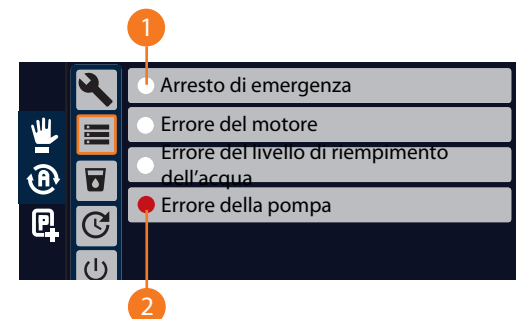 1
Arresto di emergenza
Errore del motore
Errore del livello di riempimento
dell'acqua
Errore della pompa
A
P
2